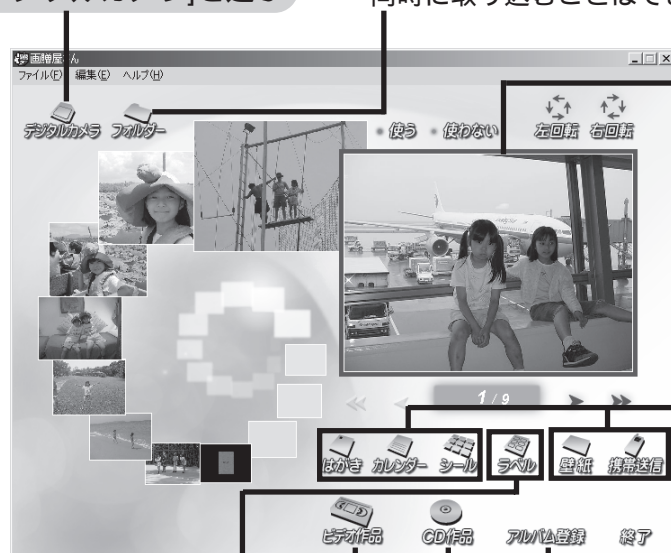 同時に取り込むことはでき
画贈屋さん
ファイル(F) 編集(E) ヘルプ(H)
デジタルカメラ フォルダー
使う 使わない
左回転 右回転
1/9
はがき カレンダー シール ラベル 壁紙 携帯送信
ビデオ作品 CD作品 アルバム登録 終了